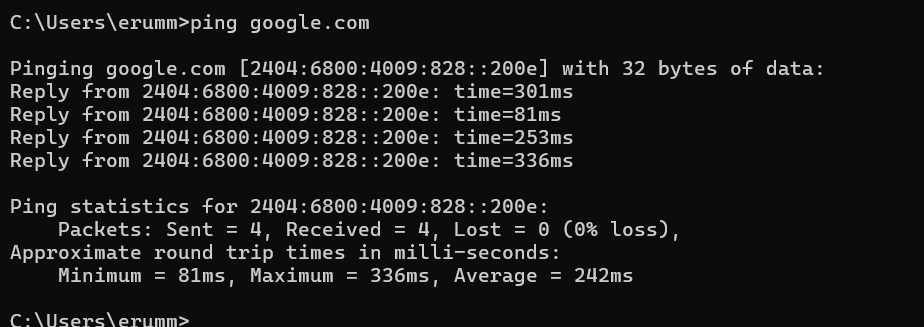 C:\Users\erumm>ping google.com
Pinging google.com [2404:6800:4009:828::200e] with 32 bytes of data:
Reply from 2404:6800:4009:828::200e: time=301ms
Reply from 2404:6800:4009:828::200e: time=81ms
Reply from 2404:6800:4009:828::200e: time=253ms
Reply from 2404:6800:4009:828::200e: time=336ms
Ping statistics for 2404:6800:4009:828::200e:
    Packets: Sent = 4, Received = 4, Lost = 0 (0% loss),
Approximate round trip times in milli-seconds:
    Minimum = 81ms, Maximum = 336ms, Average = 242ms
C:\Users\erumm>